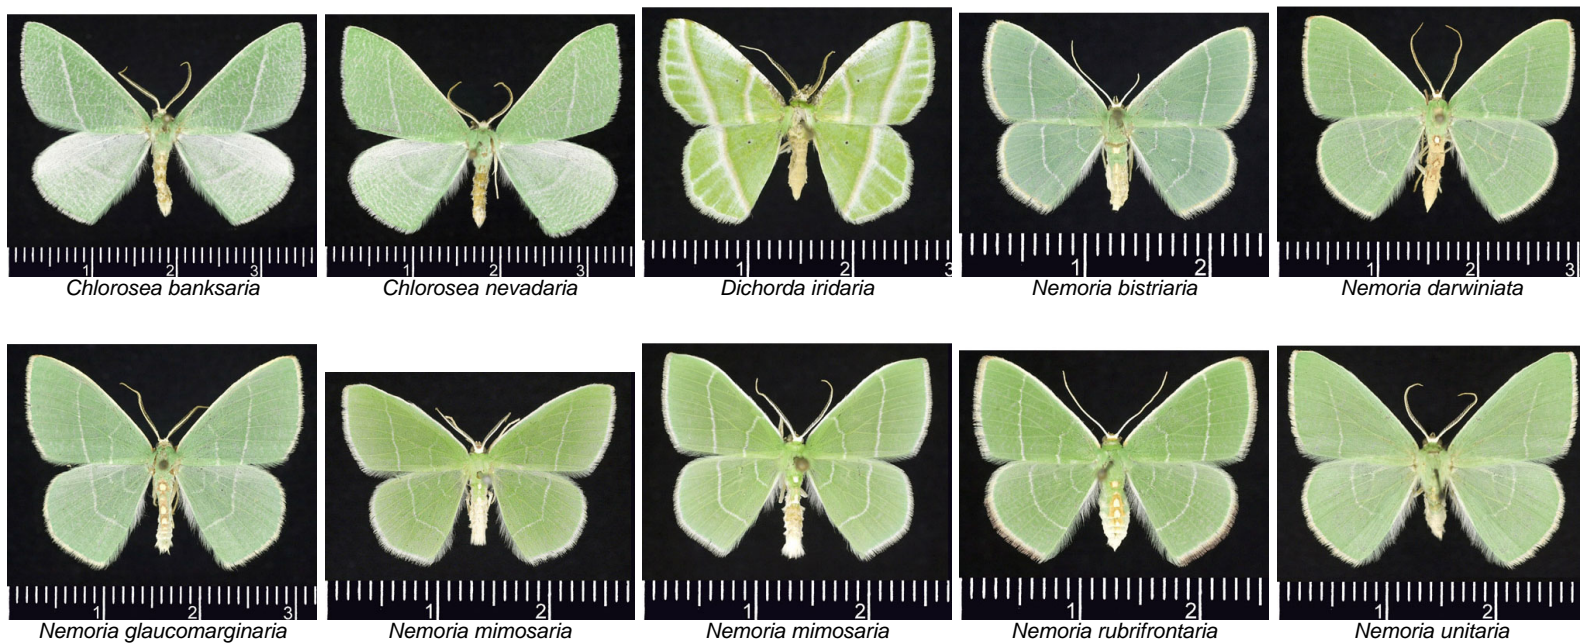 1 2 3
1 2 3
1 2 3
1 2
1 2 3
Chlorosea banksaria
Chlorosea nevadaria
Dichorda iridaria
Nemoria bistriaria
Nemoria darwiniata
1 2 3
1 2
1 2
1 2
1 2
Nemoria glaucomarginaria
Nemoria mimosaria
Nemoria mimosaria
Nemoria rubrifrontaria
Nemoria unitaria